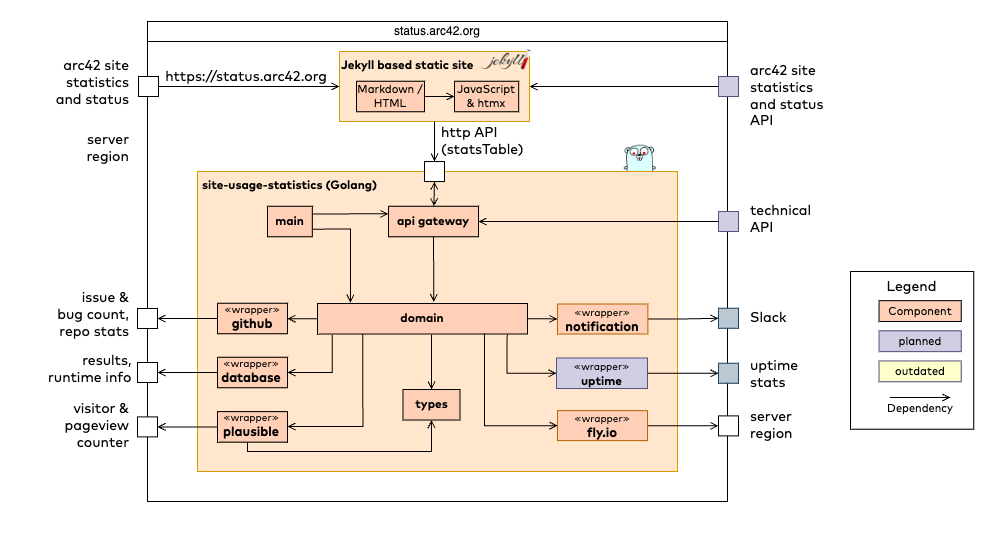 status.arc42.org
arc42 site
statistics
and status
https://status.arc42.org
Jekyll based static site
jekyll
Markdown /
HTML
JavaScript
& htmx
arc42 site
statistics
and status
API
server
region
http API
(statsTable)
site-usage-statistics (Golang)
main
api gateway
technical
API
issue &
bug count,
repo stats
«wrapper»
github
domain
«wrapper»
notification
Slack
results,
runtime info
«wrapper»
database
«wrapper»
uptime
uptime
stats
types
visitor &
pageview
counter
«wrapper»
plausible
«wrapper»
fly.io
server
region
Legend
Component
planned
outdated
Dependency